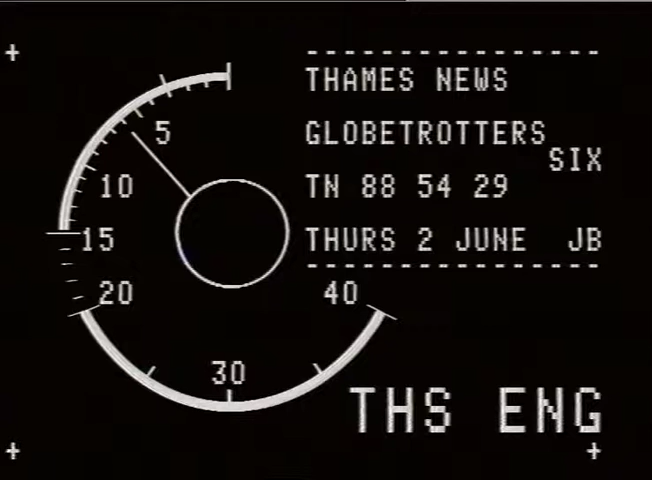 THAMES NEWS
GLOBETROTTERS
SIX
TN 88 54 29
THURS 2 JUNE JB
5
10
15
20
30
40
THS ENG